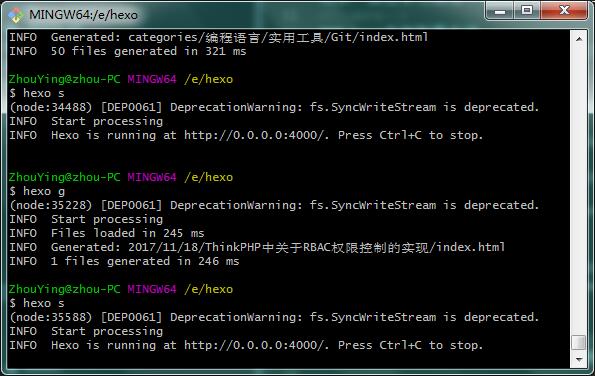 MINGW64:/e/hexo
INFO  Generated: categories/编程语言/实用工具/Git/index.html
INFO  50 files generated in 321 ms
ZhouYing@zhou-PC MINGW64 /e/hexo
$ hexo s
(node:34488) [DEP0061] DeprecationWarning: fs.SyncWriteStream is deprecated.
INFO  Start processing
INFO  Hexo is running at http://0.0.0.0:4000/. Press Ctrl+C to stop.
ZhouYing@zhou-PC MINGW64 /e/hexo
$ hexo g
(node:35228) [DEP0061] DeprecationWarning: fs.SyncWriteStream is deprecated.
INFO  Start processing
INFO  Files loaded in 245 ms
INFO  Generated: 2017/11/18/ThinkPHP中关于RBAC权限控制的实现/index.html
INFO  1 files generated in 246 ms
ZhouYing@zhou-PC MINGW64 /e/hexo
$ hexo s
(node:35588) [DEP0061] DeprecationWarning: fs.SyncWriteStream is deprecated.
INFO  Start processing
INFO  Hexo is running at http://0.0.0.0:4000/. Press Ctrl+C to stop.